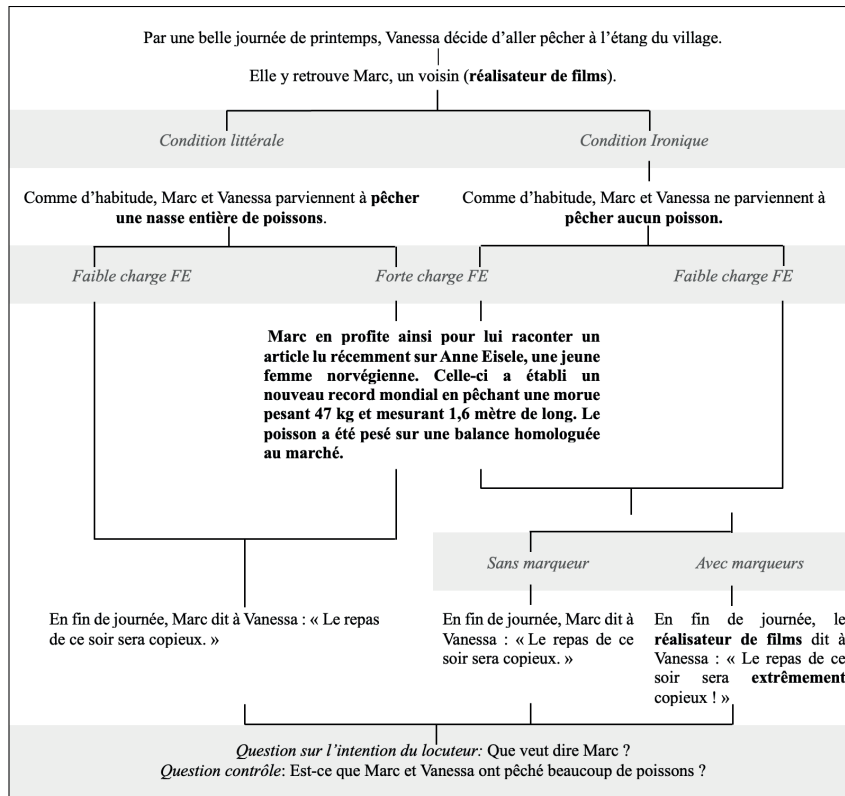 Par une belle journée de printemps, Vanessa décide d'aller pêcher à l'étang du village.
Elle y retrouve Marc, un voisin (réalisateur de films).
Condition littérale
Condition Ironique
Comme d'habitude, Marc et Vanessa parviennent à pêcher
une nasse entière de poissons.
Comme d'habitude, Marc et Vanessa ne parviennent à
pêcher aucun poisson.
Faible charge FE
Forte charge FE
Faible charge FE
Marc en profite ainsi pour lui raconter un
article lu récemment sur Anne Eisele, une jeune
femme norvégienne. Celle-ci a établi un
nouveau record mondial en pêchant une morue
pesant 47 kg et mesurant 1,6 mètre de long. Le
poisson a été pesé sur une balance homologuée
au marché.
Sans marqueur
Avec marqueurs
En fin de journée, Marc dit à Vanessa : « Le repas
de ce soir sera copieux. »
En fin de journée, Marc dit à
Vanessa : « Le repas de ce
soir sera copieux. »
En fin de journée, le
réalisateur de films dit à
Vanessa : « Le repas de ce
soir sera extrêmement
copieux ! »
Question sur l'intention du locuteur: Que veut dire Marc ?
Question contrôle: Est-ce que Marc et Vanessa ont pêché beaucoup de poissons ?